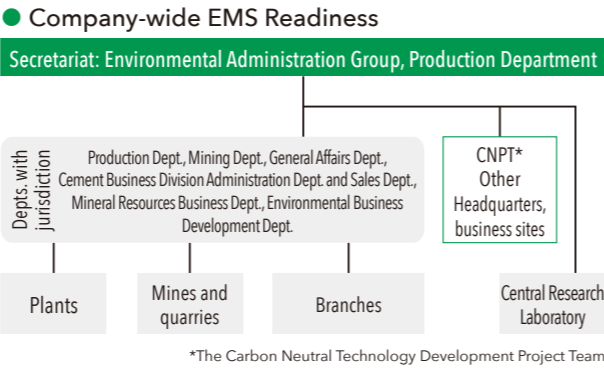 Company-wide EMS Readiness
Secretariat: Environmental Administration Group, Production Department
Depts. with
jurisdiction
Production Dept., Mining Dept., General Affairs Dept.,
Cement Business Division Administration Dept. and Sales Dept.,
Mineral Resources Business Dept., Environmental Business
Development Dept.
CNPT*
Other
Headquarters,
business sites
Plants
Mines and
quarries
Branches
Central Research
Laboratory
*The Carbon Neutral Technology Development Project Team